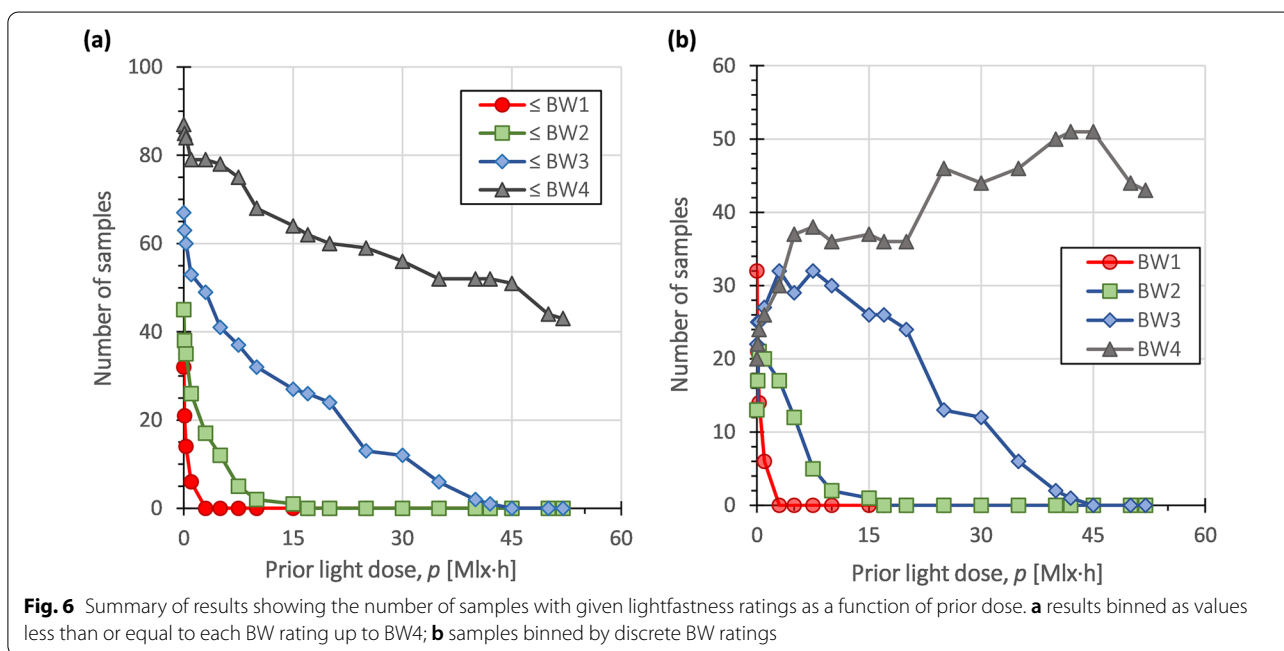 (a)
Number of samples
100
80
60
40
20
0
0 15 30 45 60
Prior light dose, p [Mlx·h]
≤ BW1
≤ BW2
≤ BW3
≤ BW4
(b)
Number of samples
60
50
40
30
20
10
0
0 15 30 45 60
Prior light dose, p [Mlx·h]
BW1
BW2
BW3
BW4
Fig. 6 Summary of results showing the number of samples with given lightfastness ratings as a function of prior dose. a results binned as values
less than or equal to each BW rating up to BW4; b samples binned by discrete BW ratings